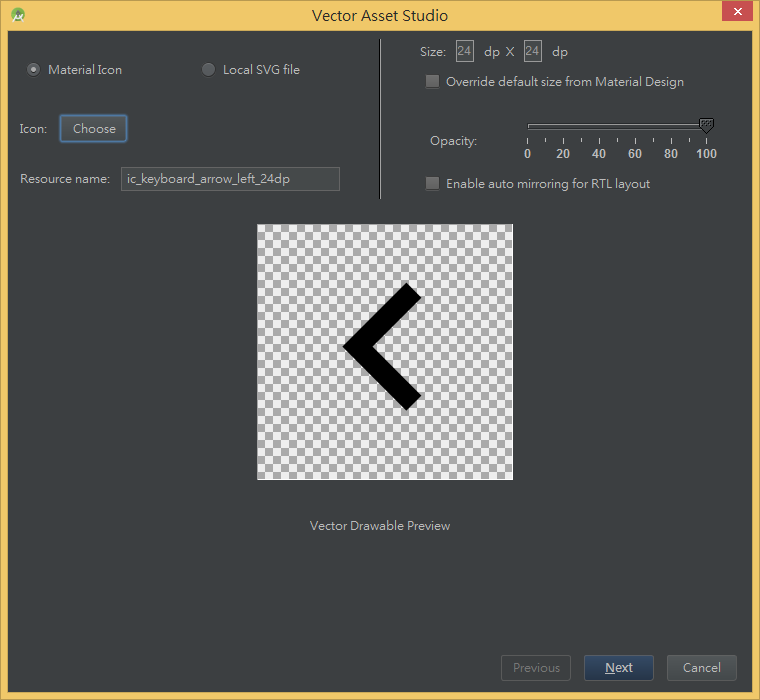 Vector Asset Studio
Material Icon
Local SVG file
Size: 24 dp X 24 dp
Override default size from Material Design
Icon: Choose
Opacity:
0 20 40 60 80 100
Resource name: ic_keyboard_arrow_left_24dp
Enable auto mirroring for RTL layout
Vector Drawable Preview
Previous
Next
Cancel